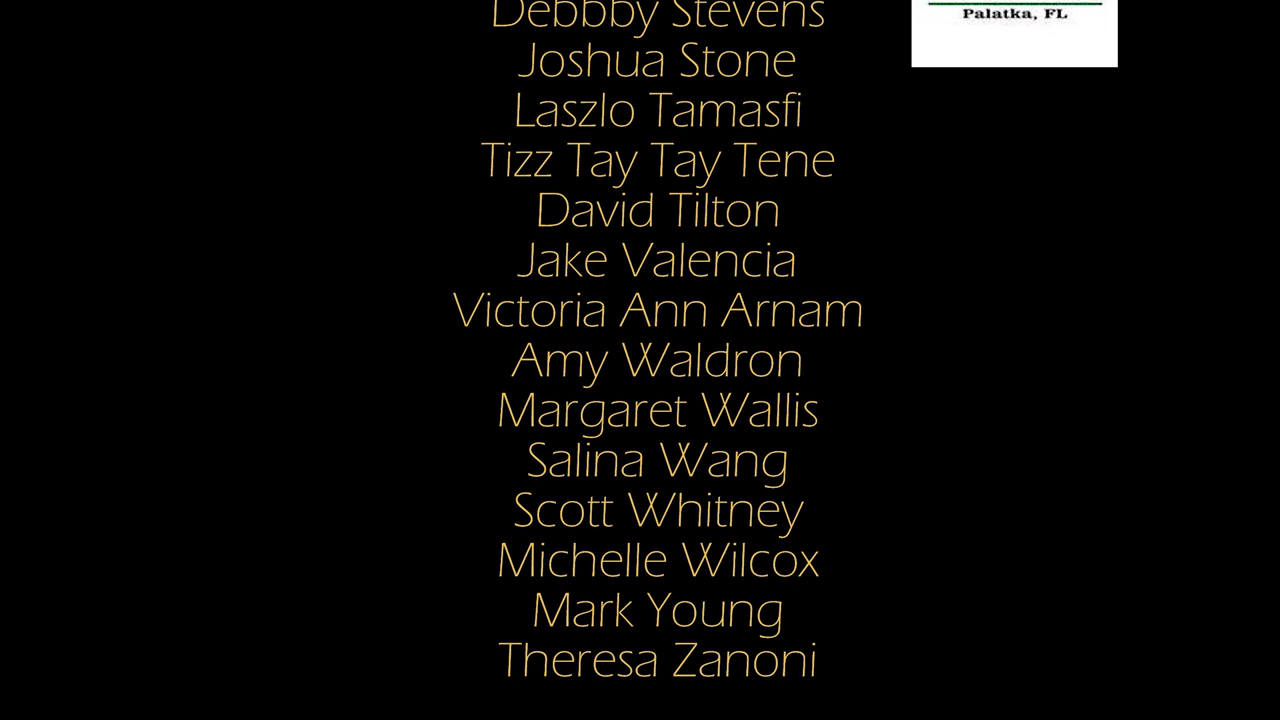 Debbby Stevens
Joshua Stone
Laszlo Tamasfi
Tizz Tay Tay Tene
David Tilton
Jake Valencia
Victoria Ann Arnam
Amy Waldron
Margaret Wallis
Salina Wang
Scott Whitney
Michelle Wilcox
Mark Young
Theresa Zanoni
Palatka, FL